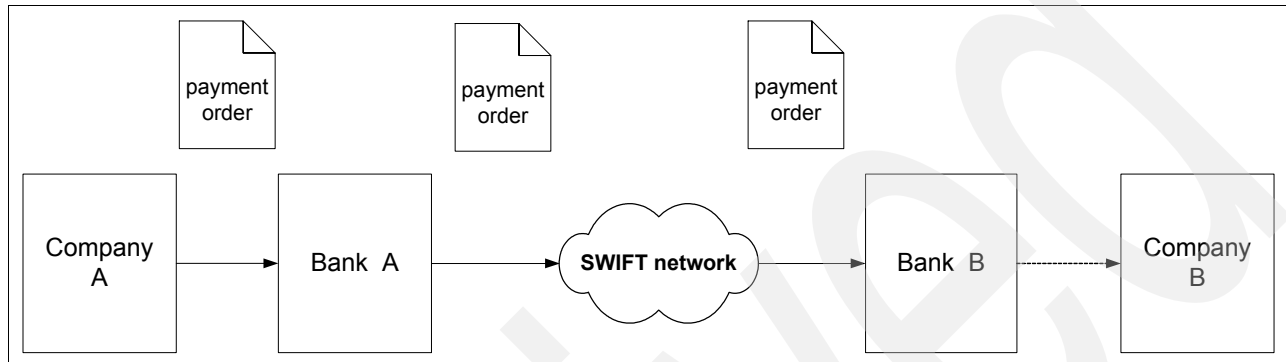 payment
order
payment
order
payment
order
Company
A
Bank A
SWIFT network
Bank B
Company
B